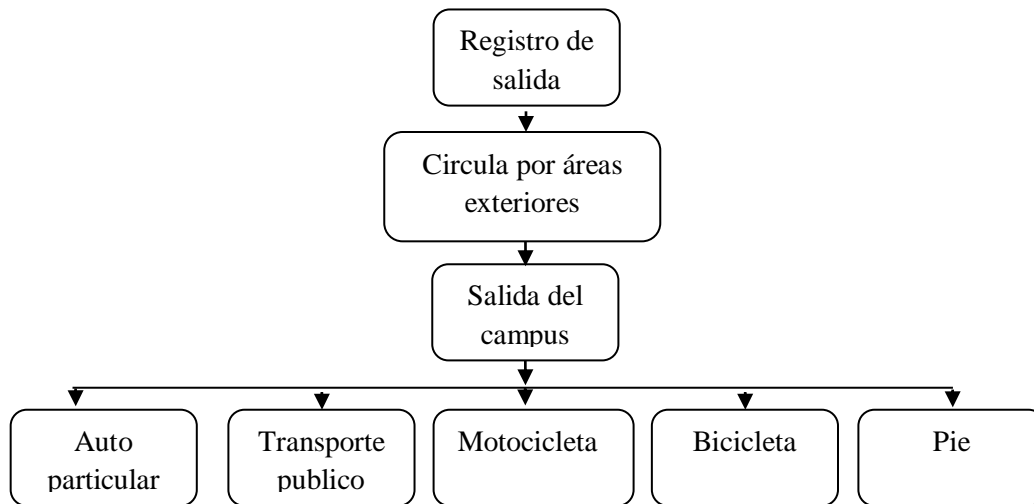 Registro de
salida
Circula por áreas
exteriores
Salida del
campus
Auto
particular
Transporte
publico
Motocicleta
Bicicleta
Pie